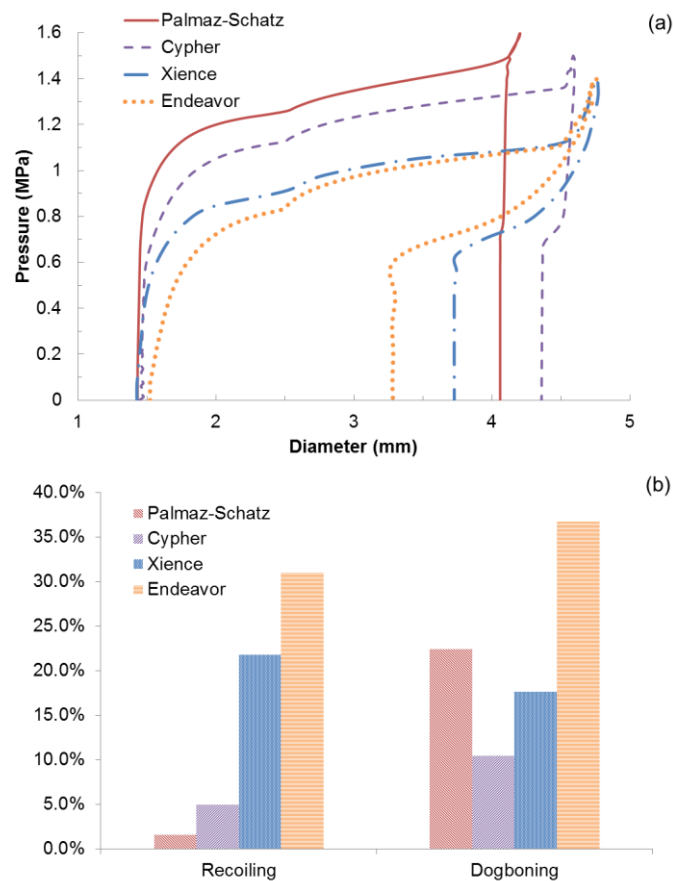 (a)
Palmaz-Schatz
Cypher
Xience
Endeavor
1.6
1.4
1.2
1
0.8
0.6
0.4
0.2
0
Pressure (MPa)
1 2 3 4 5
Diameter (mm)
(b)
Palmaz-Schatz
Cypher
Xience
Endeavor
40.0%
35.0%
30.0%
25.0%
20.0%
15.0%
10.0%
5.0%
0.0%
Recoiling Dogboning